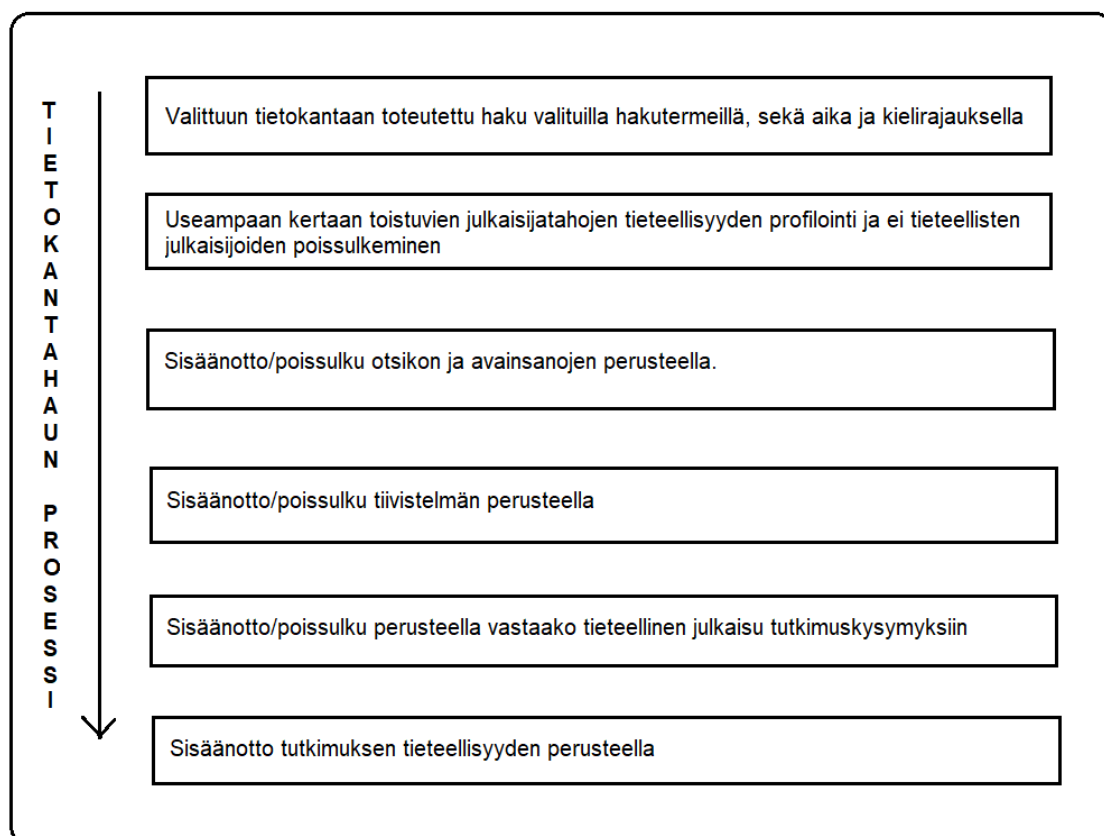 TIETOKANTAHAUN PROSESSI
Valittuun tietokantaan toteutettu haku valituilla hakutermeillä, sekä aika ja kielirajauksella
Useampaan kertaan toistuvien julkaisijatahojen tieteellisyyden profilointi ja ei tieteellisten
julkaisijoiden poissulkeminen
Sisäänotto/poissulku otsikon ja avainsanojen perusteella.
Sisäänotto/poissulku tiivistelmän perusteella
Sisäänotto/poissulku perusteella vastaako tieteellinen julkaisu tutkimuskysymyksiin
Sisäänotto tutkimuksen tieteellisyyden perusteella